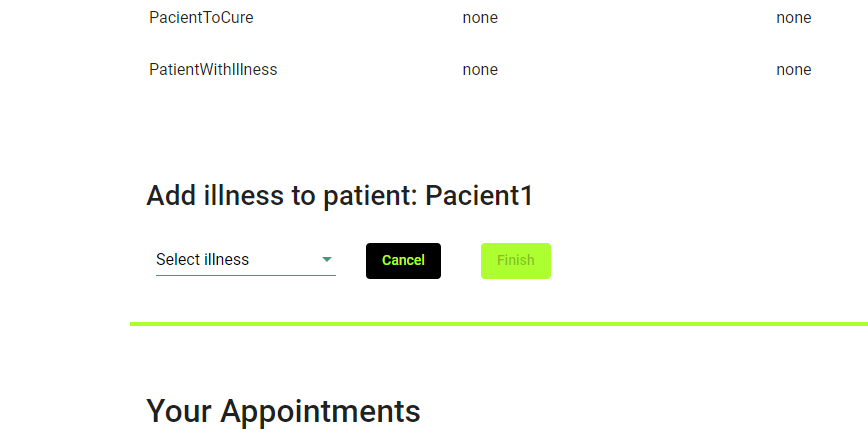 PacientToCure none none
PatientWithIllness none none
Add illness to patient: Pacient1
Select illness Cancel Finish
Your Appointments